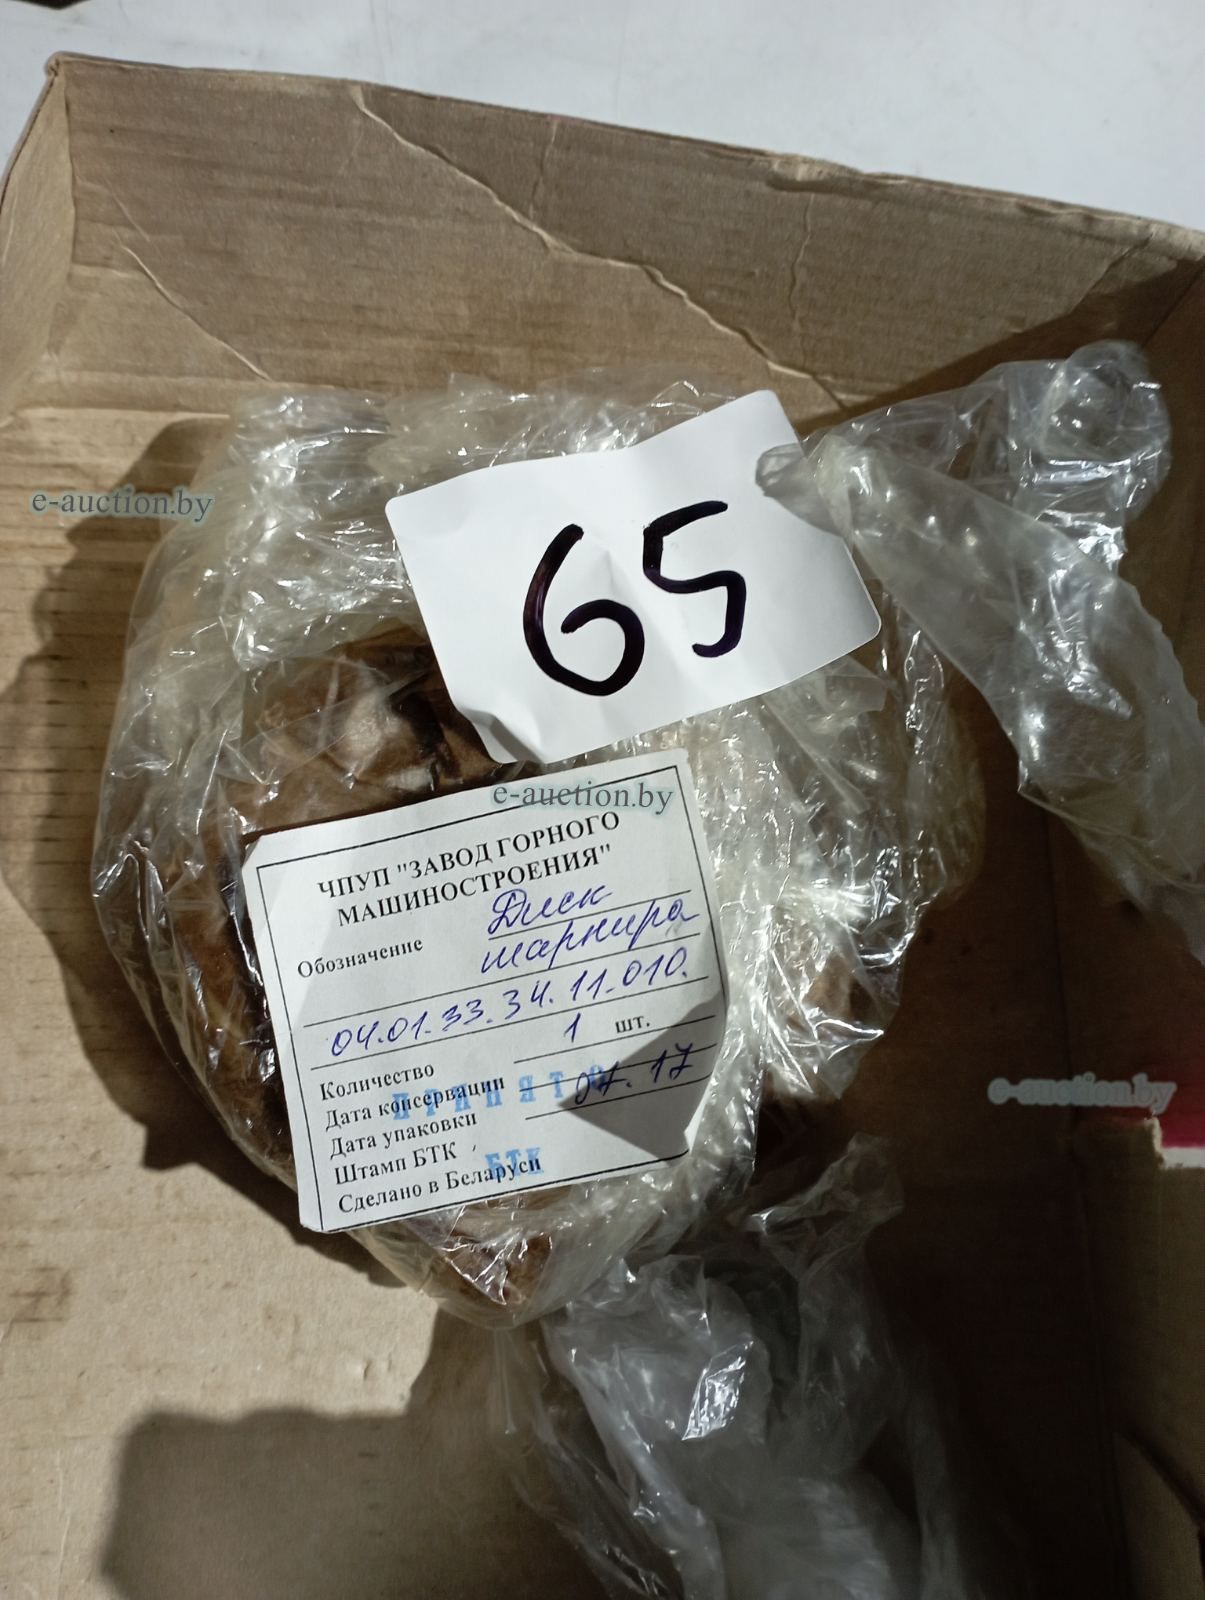 e-auction.by
65
e-auction.by
ЧПУП "ЗАВОД ГОРНОГО
МАШИНОСТРОЕНИЯ"
Обозначение Диск
шарнира
04.01.33.34.11.010.
Количество 1 шт.
Дата консервации 07.17
Дата упаковки
ПРИНЯТО
Штамп БТК
БТК
Сделано в Беларуси
e-auction.by